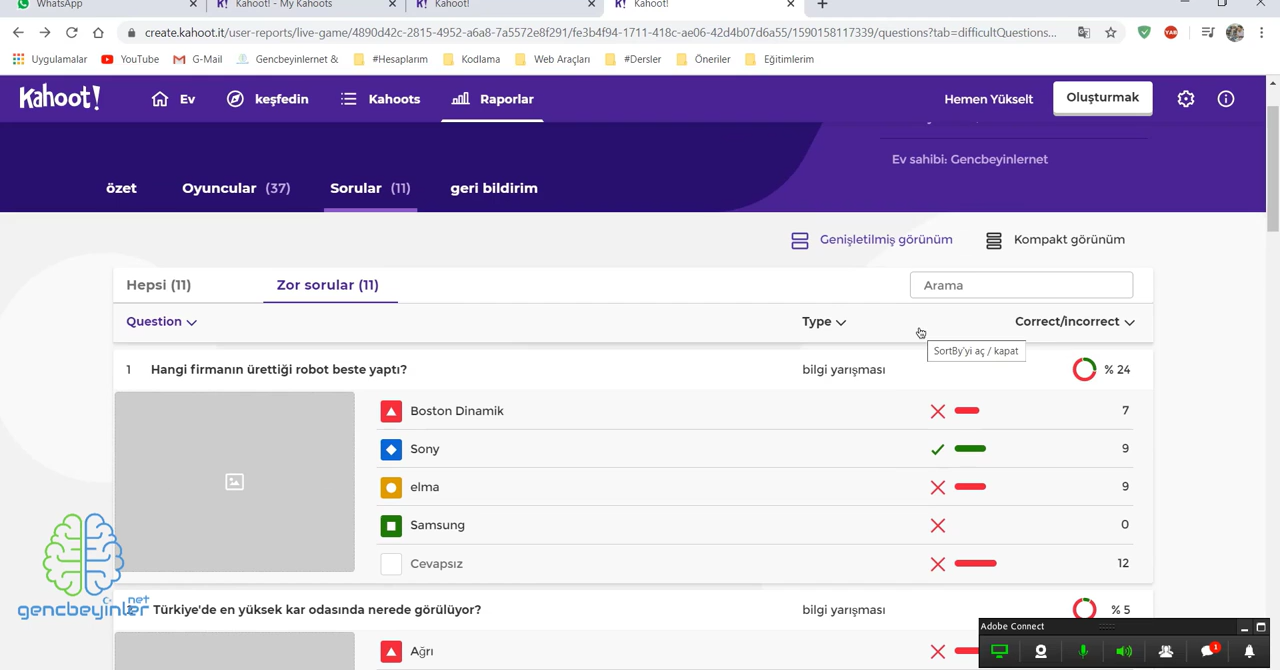 WhatsApp
Kahoot! - My Kahoots
Kahoot!
Kahoot!
create.kahoot.it/user-reports/live-game/4890d42c-2815-4952-a6a8-7a5572e8f291/fe3b4f94-1711-418c-ae06-42d4b07d6a55/1590158117339/questions?tab=difficultQuestions...
Uygulamalar YouTube G-Mail Gencbeyinlernet & #Hesaplarım Kodlama Web Araçları #Dersler Öneriler Eğitimlerim
Kahoot! Ev keşfedin Kahoots Raporlar Hemen Yükselt Oluşturmak
Ev sahibi: Gencbeyinlernet
özet Oyuncular (37) Sorular (11) geri bildirim
Genişletilmiş görünüm Kompakt görünüm
Hepsi (11) Zor sorular (11) Arama
Question Type Correct/incorrect
SortBy'yi aç / kapat
1 Hangi firmanın ürettiği robot beste yaptı? bilgi yarışması % 24
Boston Dinamik 7
Sony 9
elma 9
Samsung 0
Cevapsız 12
gencbeyinler.net
2 Türkiye'de en yüksek kar odasında nerede görülüyor? bilgi yarışması % 5
Adobe Connect
Ağrı
1